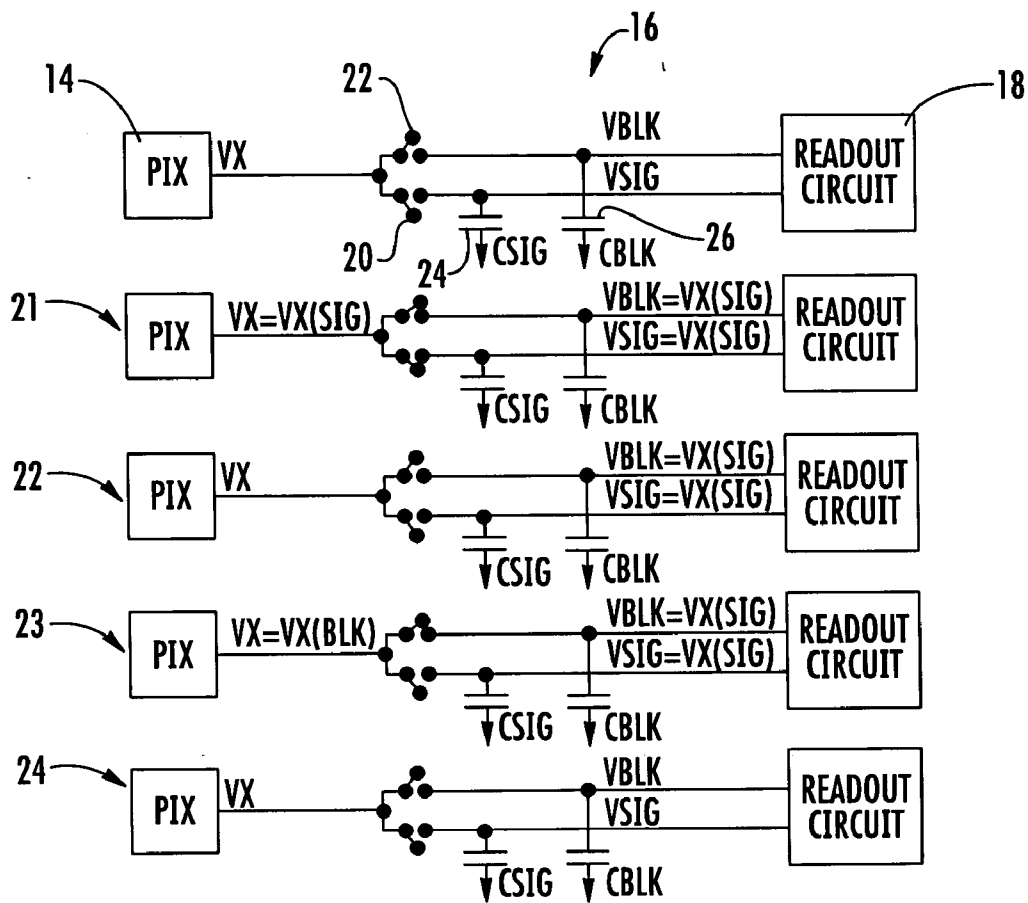 16
14
22
18
PIX
VX
VBLK
VSIG
READOUT
CIRCUIT
20
24
CSIG
CBLK
26
21
PIX
VX=VX(SIG)
VBLK=VX(SIG)
VSIG=VX(SIG)
READOUT
CIRCUIT
CSIG
CBLK
22
PIX
VX
VBLK=VX(SIG)
VSIG=VX(SIG)
READOUT
CIRCUIT
CSIG
CBLK
23
PIX
VX=VX(BLK)
VBLK=VX(SIG)
VSIG=VX(SIG)
READOUT
CIRCUIT
CSIG
CBLK
24
PIX
VX
VBLK
VSIG
READOUT
CIRCUIT
CSIG
CBLK